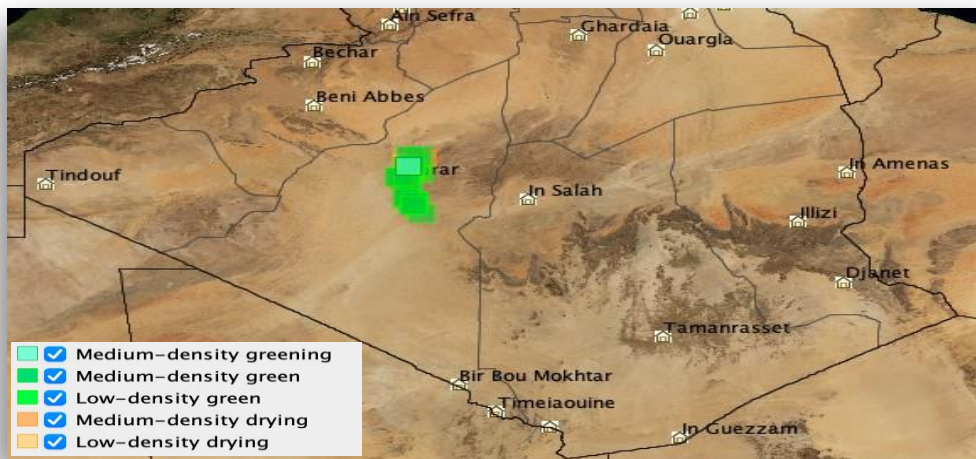 Ain Sefra
Ghardaia
Ouargla
Bechar
Beni Abbes
Tindouf
rar
In Salah
In Amenas
Illizi
Djanet
Tamanrasset
Bir Bou Mokhtar
Timeiaouine
In Guezzam
Medium-density greening
Medium-density green
Low-density green
Medium-density drying
Low-density drying